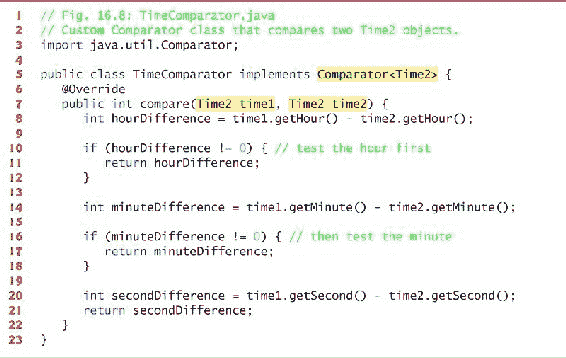 1 // Fig. 16.8: TimeComparator.java
2 // Custom Comparator class that compares two Time2 objects.
3 import java.util.Comparator;
4
5 public class TimeComparator implements Comparator<Time2> {
6 @Override
7 public int compare(Time2 time1, Time2 time2) {
8 int hourDifference = time1.getHour() - time2.getHour();
9
10 if (hourDifference != 0) { // test the hour first
11 return hourDifference;
12 }
13
14 int minuteDifference = time1.getMinute() - time2.getMinute();
15
16 if (minuteDifference != 0) { // then test the minute
17 return minuteDifference;
18 }
19
20 int secondDifference = time1.getSecond() - time2.getSecond();
21 return secondDifference;
22 }
23 }